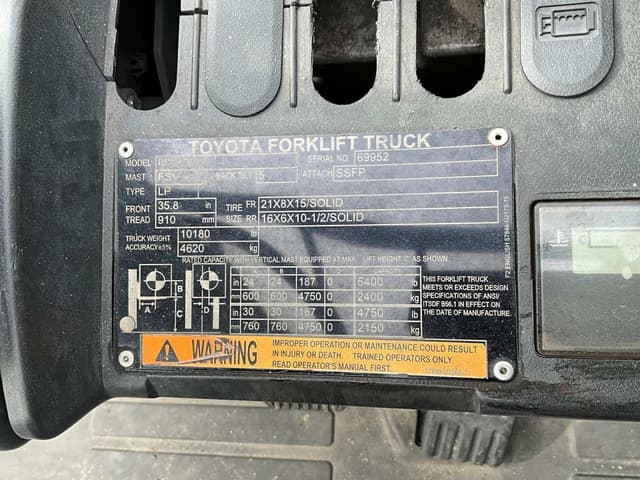 TOYOTA FORKLIFT TRUCK
MODEL SERIAL NO. 69952
MAST FSV BACK TILT 5 ATTACH SSFP
TYPE LP
FRONT 35.8 in TIRE FR 21X8X15/SOLID
TREAD 910 mm SIZE RR 16X6X10-1/2/SOLID
TRUCK WEIGHT 10180 lb
ACCURACY±5% 4620 kg
RATED CAPACITY WITH VERTICAL MAST EQUIPED AT MAX. LIFT HEIGHT 'C' AS SHOWN.
A B C D CAPACITY
in 24 24 187 0 5400 lb
mm 600 600 4750 0 2400 kg
in 30 30 187 0 4750 lb
mm 760 760 4750 0 2150 kg
A B C D
THIS FORKLIFT TRUCK
MEETS OR EXCEEDS DESIGN
SPECIFICATIONS OF ANSI/
ITSDF B56.1 IN EFFECT ON
THE DATE OF MANUFACTURE.
WARNING
IMPROPER OPERATION OR MAINTENANCE COULD RESULT
IN INJURY OR DEATH. TRAINED OPERATORS ONLY
READ OPERATOR'S MANUAL FIRST.